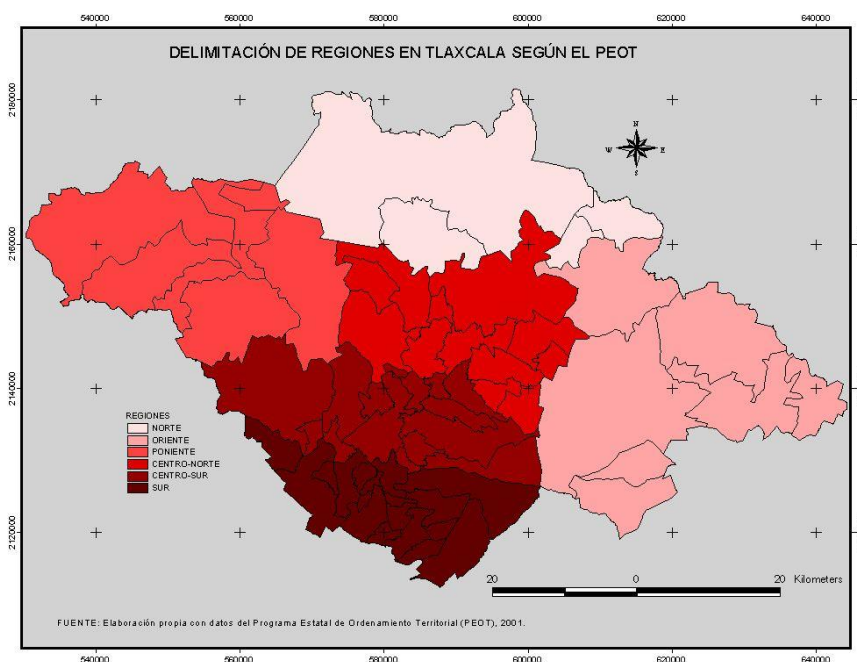 540000 560000 580000 600000 620000 640000
DELIMITACIÓN DE REGIONES EN TLAXCALA SEGÚN EL PEOT
2180000
N
W E
S
2160000
2140000
REGIONES
NORTE
ORIENTE
PONIENTE
CENTRO-NORTE
CENTRO-SUR
SUR
2120000
20 0 20 Kilometers
FUENTE: Elaboración propia con datos del Programa Estatal de Ordenamiento Territorial (PEOT), 2001.
540000 560000 580000 600000 620000 640000